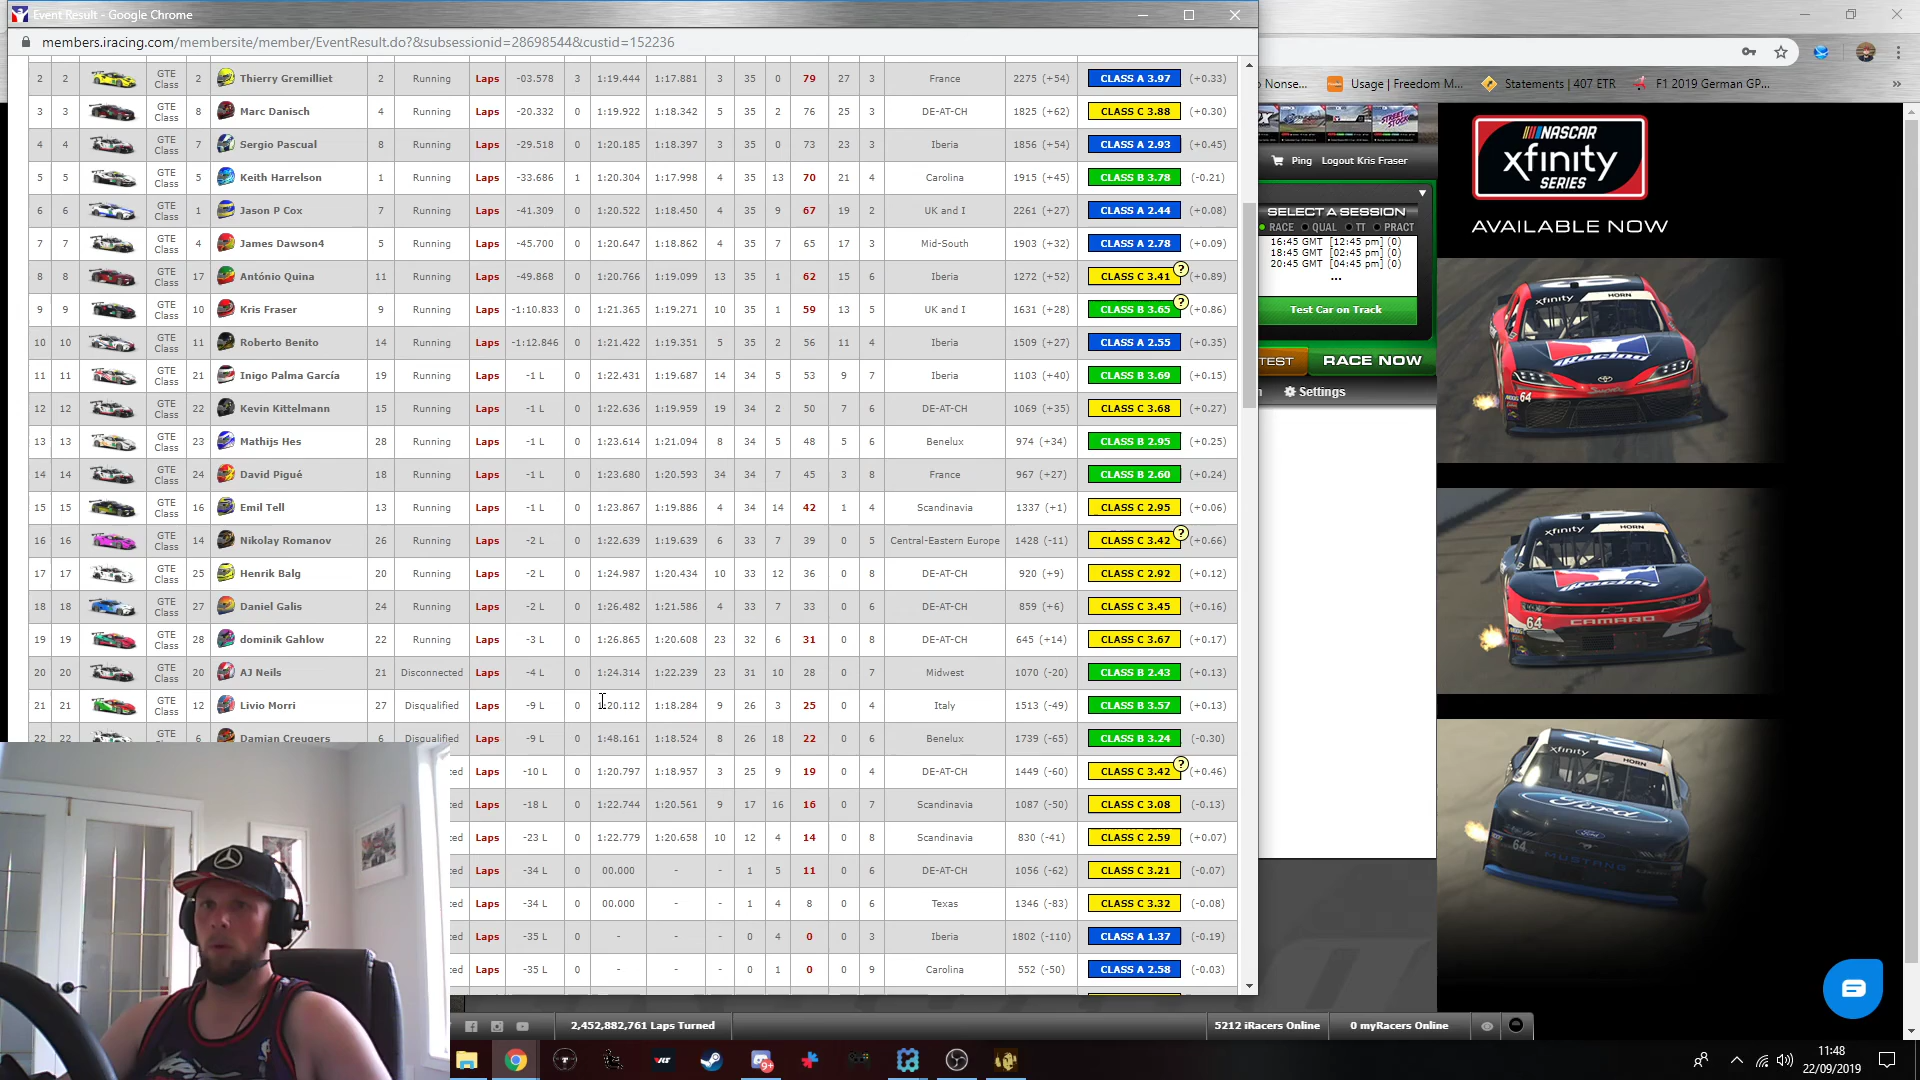 Event Result - Google Chrome
members.iracing.com/membersite/member/EventResult.do?&subsessionid=28698544&custid=152236
2 2 GTE Class 2 Thierry Gremilliet 2 Running Laps -03.578 3 1:19.444 1:17.881 3 35 0 79 27 3 France 2275 (+54) CLASS A 3.97 (+0.33)
3 3 GTE Class 8 Marc Danisch 4 Running Laps -20.332 0 1:19.922 1:18.342 5 35 2 76 25 3 DE-AT-CH 1825 (+62) CLASS C 3.88 (+0.30)
4 4 GTE Class 7 Sergio Pascual 8 Running Laps -29.518 0 1:20.185 1:18.397 3 35 0 73 23 3 Iberia 1856 (+54) CLASS A 2.93 (+0.45)
5 5 GTE Class 5 Keith Harrelson 1 Running Laps -33.686 1 1:20.304 1:17.998 4 35 13 70 21 4 Carolina 1915 (+45) CLASS B 3.78 (-0.21)
6 6 GTE Class 1 Jason P Cox 7 Running Laps -41.309 0 1:20.522 1:18.450 4 35 9 67 19 2 UK and I 2261 (+27) CLASS A 2.44 (+0.08)
7 7 GTE Class 4 James Dawson4 5 Running Laps -45.700 0 1:20.647 1:18.862 4 35 7 65 17 3 Mid-South 1903 (+32) CLASS A 2.78 (+0.09)
8 8 GTE Class 17 António Quina 11 Running Laps -49.868 0 1:20.766 1:19.099 13 35 1 62 15 6 Iberia 1272 (+52) CLASS C 3.41 ? (+0.89)
9 9 GTE Class 10 Kris Fraser 9 Running Laps -1:10.833 0 1:21.365 1:19.271 10 35 1 59 13 5 UK and I 1631 (+28) CLASS B 3.65 ? (+0.86)
10 10 GTE Class 11 Roberto Benito 14 Running Laps -1:12.846 0 1:21.422 1:19.351 5 35 2 56 11 4 Iberia 1509 (+27) CLASS A 2.55 (+0.35)
11 11 GTE Class 21 Inigo Palma García 19 Running Laps -1 L 0 1:22.431 1:19.687 14 34 5 53 9 7 Iberia 1103 (+40) CLASS B 3.69 (+0.15)
12 12 GTE Class 22 Kevin Kittelmann 15 Running Laps -1 L 0 1:22.636 1:19.959 19 34 2 50 7 6 DE-AT-CH 1069 (+35) CLASS C 3.68 (+0.27)
13 13 GTE Class 23 Mathijs Hes 28 Running Laps -1 L 0 1:23.614 1:21.094 8 34 5 48 5 6 Benelux 974 (+34) CLASS B 2.95 (+0.25)
14 14 GTE Class 24 David Pigué 18 Running Laps -1 L 0 1:23.680 1:20.593 34 34 7 45 3 8 France 967 (+27) CLASS B 2.60 (+0.24)
15 15 GTE Class 16 Emil Tell 13 Running Laps -1 L 0 1:23.867 1:19.886 4 34 14 42 1 4 Scandinavia 1337 (+1) CLASS C 2.95 (+0.06)
16 16 GTE Class 14 Nikolay Romanov 26 Running Laps -2 L 0 1:22.639 1:19.639 6 33 7 39 0 5 Central-Eastern Europe 1428 (-11) CLASS C 3.42 ? (+0.66)
17 17 GTE Class 25 Henrik Balg 20 Running Laps -2 L 0 1:24.987 1:20.434 10 33 12 36 0 8 DE-AT-CH 920 (+9) CLASS C 2.92 (+0.12)
18 18 GTE Class 27 Daniel Galis 24 Running Laps -2 L 0 1:26.482 1:21.586 4 33 7 33 0 6 DE-AT-CH 859 (+6) CLASS C 3.45 (+0.16)
19 19 GTE Class 28 dominik Gahlow 22 Running Laps -3 L 0 1:26.865 1:20.608 23 32 6 31 0 8 DE-AT-CH 645 (+14) CLASS C 3.67 (+0.17)
20 20 GTE Class 20 AJ Neils 21 Disconnected Laps -4 L 0 1:24.314 1:22.239 23 31 10 28 0 7 Midwest 1070 (-20) CLASS B 2.43 (+0.13)
21 21 GTE Class 12 Livio Morri 27 Disqualified Laps -9 L 0 1:20.112 1:18.284 9 26 3 25 0 4 Italy 1513 (-49) CLASS B 3.57 (+0.13)
22 22 GTE 6 Damian Creugers Disqualified Laps -9 L 0 1:48.161 1:18.524 8 26 18 22 0 6 Benelux 1739 (-65) CLASS B 3.24 (-0.30)
ted Laps -10 L 0 1:20.797 1:18.957 3 25 9 19 0 4 DE-AT-CH 1449 (-60) CLASS C 3.42 ? (+0.46)
ted Laps -18 L 0 1:22.744 1:20.561 9 17 16 16 0 7 Scandinavia 1087 (-50) CLASS C 3.08 (-0.13)
ted Laps -23 L 0 1:22.779 1:20.658 10 12 4 14 0 8 Scandinavia 830 (-41) CLASS C 2.59 (+0.07)
ted Laps -34 L 0 00.000 - - 1 5 11 0 6 DE-AT-CH 1056 (-62) CLASS C 3.21 (-0.07)
ted Laps -34 L 0 00.000 - - 1 4 8 0 6 Texas 1346 (-83) CLASS C 3.32 (-0.08)
ted Laps -35 L 0 - - - 0 4 0 0 3 Iberia 1802 (-110) CLASS A 1.37 (-0.19)
ted Laps -35 L 0 - - - 0 1 0 0 9 Carolina 552 (-50) CLASS A 2.58 (-0.03)
Nonse... Usage | Freedom M... Statements | 407 ETR F1 2019 German GP... »
STREET STOCK
Ping Logout Kris Fraser
SELECT A SESSION
RACE QUAL TT PRACT
16:45 GMT [12:45 pm] (0)
18:45 GMT [02:45 pm] (0)
20:45 GMT [04:45 pm] (0)
...
Test Car on Track
TEST RACE NOW
Settings
NASCAR
xfinity
SERIES
AVAILABLE NOW
xfinity HORN
iRacing
64
xfinity HORN
iRacing
64 CAMARO
xfinity HORN
Ford
64 MUSTANG
2,452,882,761 Laps Turned
5212 iRacers Online
0 myRacers Online
9+
11:48
22/09/2019